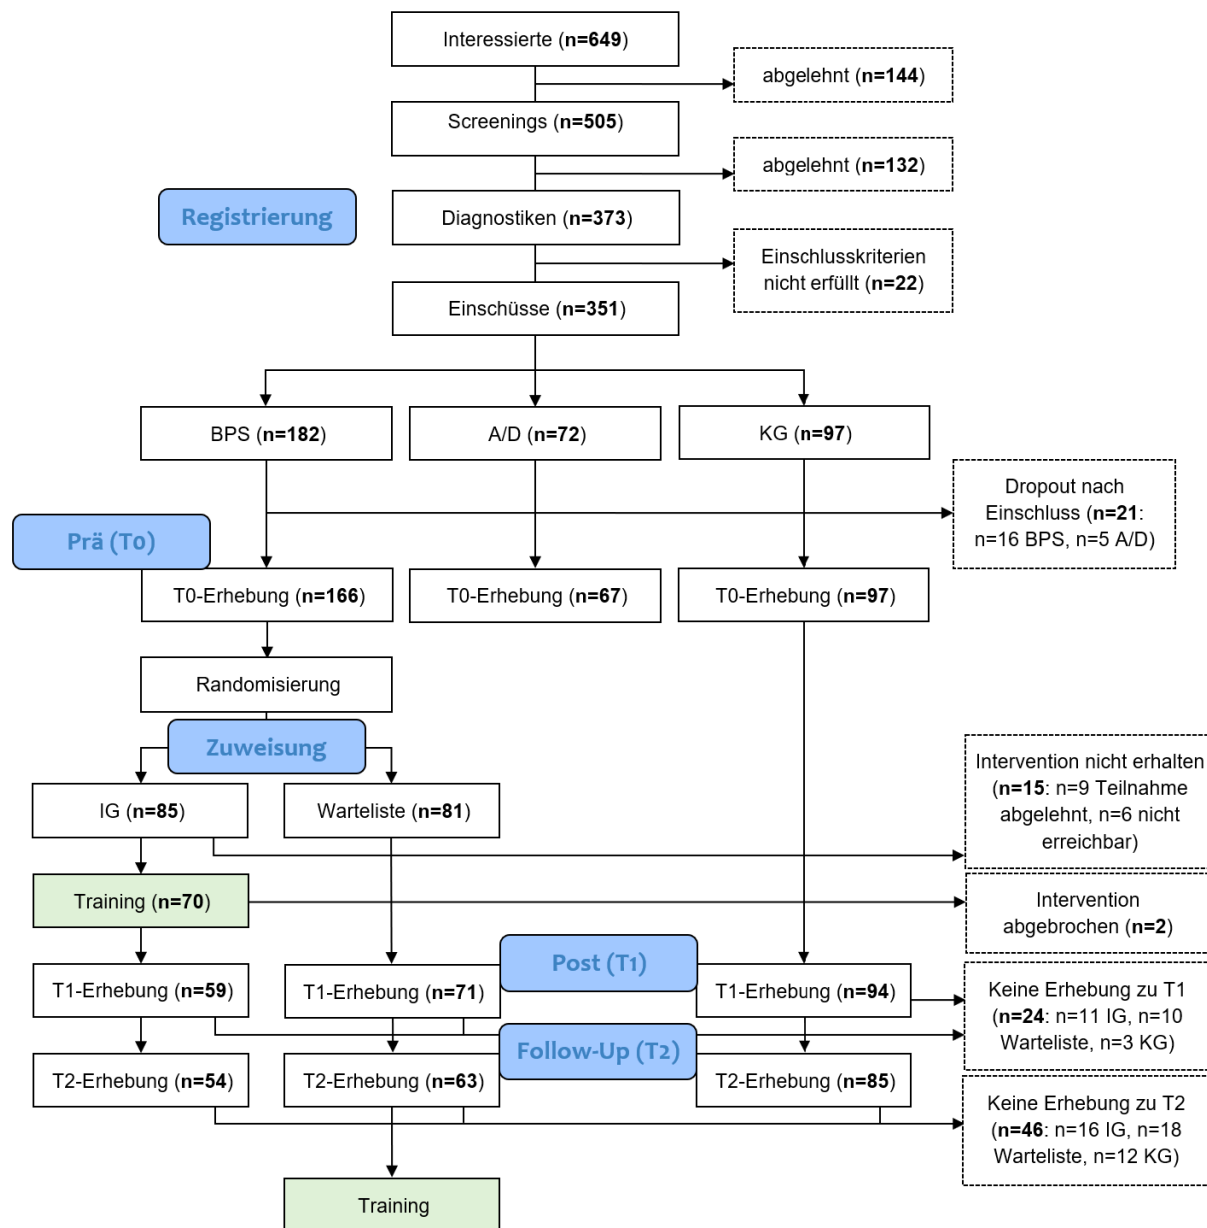 Interessierte (n=649)
abgelehnt (n=144)
Screenings (n=505)
abgelehnt (n=132)
Registrierung
Diagnostiken (n=373)
Einschlusskriterien
nicht erfüllt (n=22)
Einschüsse (n=351)
BPS (n=182)
A/D (n=72)
KG (n=97)
Dropout nach
Einschluss (n=21:
n=16 BPS, n=5 A/D)
Prä (T0)
T0-Erhebung (n=166)
T0-Erhebung (n=67)
T0-Erhebung (n=97)
Randomisierung
Zuweisung
Intervention nicht erhalten
(n=15: n=9 Teilnahme
abgelehnt, n=6 nicht
erreichbar)
IG (n=85)
Warteliste (n=81)
Training (n=70)
Intervention
abgebrochen (n=2)
Post (T1)
T1-Erhebung (n=59)
T1-Erhebung (n=71)
T1-Erhebung (n=94)
Keine Erhebung zu T1
(n=24: n=11 IG, n=10
Warteliste, n=3 KG)
Follow-Up (T2)
T2-Erhebung (n=54)
T2-Erhebung (n=63)
T2-Erhebung (n=85)
Keine Erhebung zu T2
(n=46: n=16 IG, n=18
Warteliste, n=12 KG)
Training